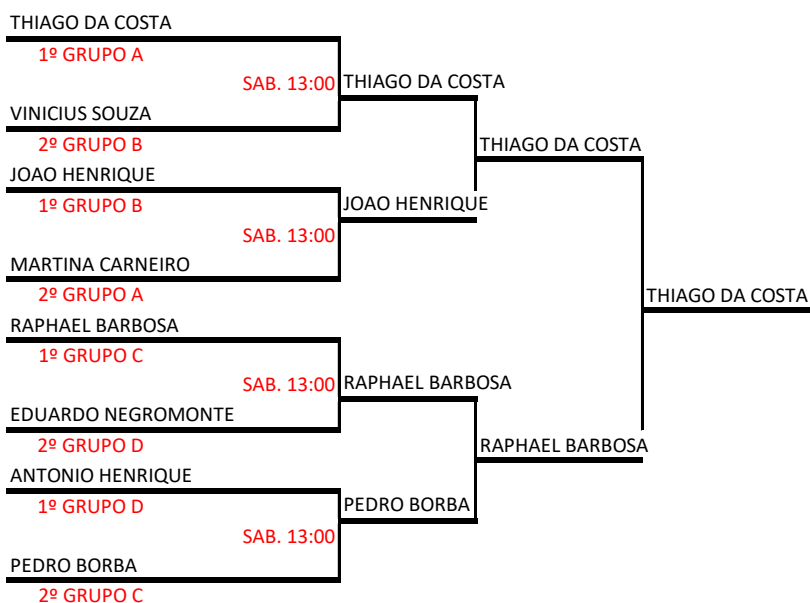 THIAGO DA COSTA
1º GRUPO A
SAB. 13:00 THIAGO DA COSTA
VINICIUS SOUZA
2º GRUPO B
THIAGO DA COSTA
JOAO HENRIQUE
1º GRUPO B
JOAO HENRIQUE
SAB. 13:00
MARTINA CARNEIRO
2º GRUPO A
THIAGO DA COSTA
RAPHAEL BARBOSA
1º GRUPO C
SAB. 13:00 RAPHAEL BARBOSA
EDUARDO NEGROMONTE
2º GRUPO D
RAPHAEL BARBOSA
ANTONIO HENRIQUE
1º GRUPO D
PEDRO BORBA
SAB. 13:00
PEDRO BORBA
2º GRUPO C